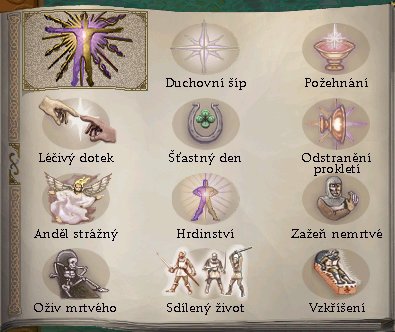 Duchovní šíp
Požehnání
Léčivý dotek
Šťastný den
Odstranění
prokletí
Anděl strážný
Hrdinství
Zažeň nemrtvé
Oživ mrtvého
Sdílený život
Vzkříšení